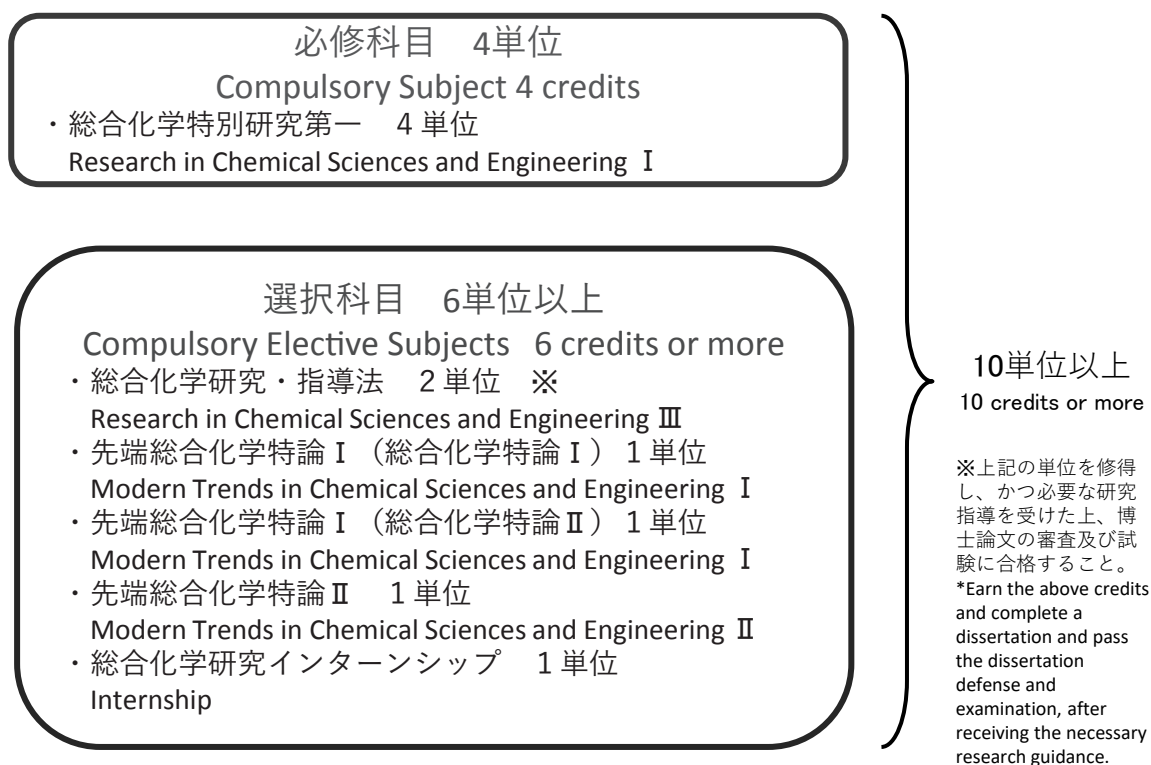 必修科目　4単位
Compulsory Subject 4 credits
・総合化学特別研究第一　４単位
Research in Chemical Sciences and Engineering Ⅰ
選択科目　6単位以上
Compulsory Elective Subjects 6 credits or more
・総合化学研究・指導法　２単位　※
Research in Chemical Sciences and Engineering Ⅲ
・先端総合化学特論Ⅰ（総合化学特論Ⅰ）１単位
Modern Trends in Chemical Sciences and Engineering Ⅰ
・先端総合化学特論Ⅰ（総合化学特論Ⅱ）１単位
Modern Trends in Chemical Sciences and Engineering Ⅰ
・先端総合化学特論Ⅱ　１単位
Modern Trends in Chemical Sciences and Engineering Ⅱ
・総合化学研究インターンシップ　１単位
Internship
10単位以上
10 credits or more
※上記の単位を修得
し、かつ必要な研究
指導を受けた上、博
士論文の審査及び試
験に合格すること。
*Earn the above credits
and complete a
dissertation and pass
the dissertation
defense and
examination, after
receiving the necessary
research guidance.